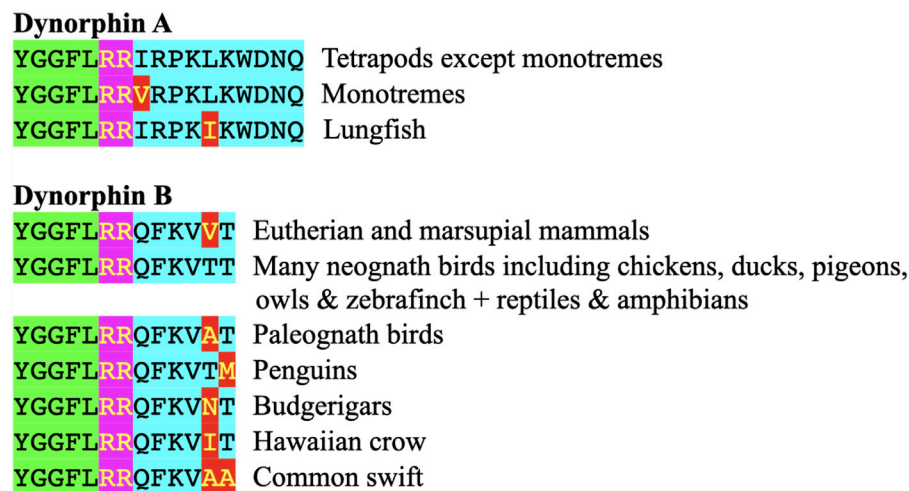 Dynorphin A
YGGFLRRIRPKLKWDNQ Tetrapods except monotremes
YGGFLRRVRPKLKWDNQ Monotremes
YGGFLRRIRPKIKWDNQ Lungfish
Dynorphin B
YGGFLRRQFKVVT Eutherian and marsupial mammals
YGGFLRRQFKVTT Many neognath birds including chickens, ducks, pigeons,
owls & zebrafinch + reptiles & amphibians
YGGFLRRQFKVAT Paleognath birds
YGGFLRRQFKVTM Penguins
YGGFLRRQFKVNT Budgerigars
YGGFLRRQFKVIT Hawaiian crow
YGGFLRRQFKVAA Common swift